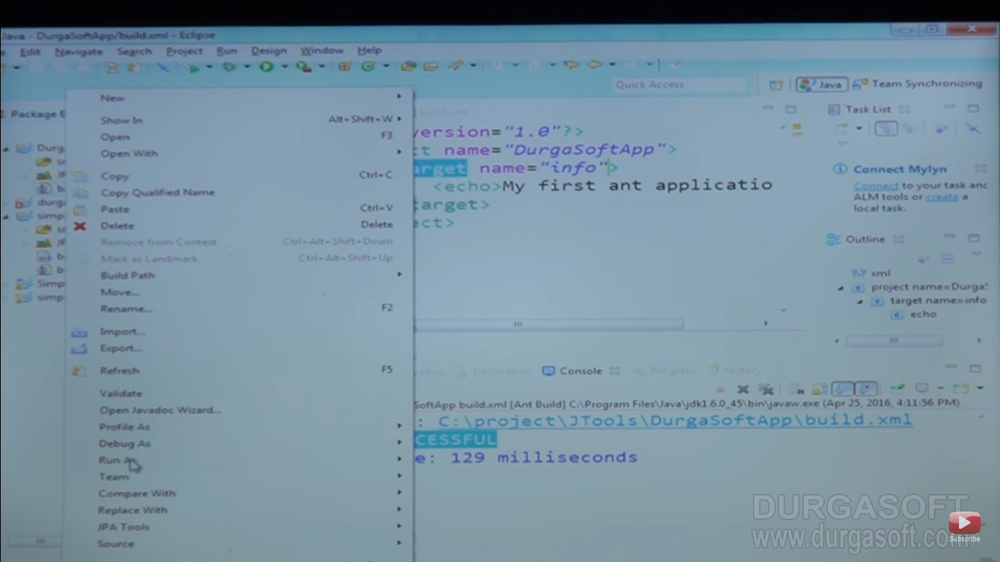 Java - DurgaSoftApp/build.xml - Eclipse
Edit Navigate Search Project Run Design Window Help
Quick Access
Java
Team Synchronizing
Package E
Durg
durga
simp
Simp
simp
New
Show In Alt+Shift+W
Open F3
Open With
Copy Ctrl+C
Copy Qualified Name
Paste Ctrl+V
Delete Delete
Remove from Context Ctrl+Alt+Shift+Down
Mark as Landmark Ctrl+Alt+Shift+Up
Build Path
Move...
Rename... F2
Import...
Export...
Refresh F5
Validate
Open Javadoc Wizard...
Profile As
Debug As
Run As
Team
Compare With
Replace With
JPA Tools
Source
build.xml
version="1.0"?>
ct name="DurgaSoftApp">
arget name="info">
<echo>My first ant applicatio
target>
ect>
Task List
Connect Mylyn
Connect to your task and
ALM tools or create a
local task.
Outline
?-? xml
project name=DurgaS
target name=info
echo
Declaration Console Progress History
SoftApp build.xml [Ant Build] C:\Program Files\Java\jdk1.6.0_45\bin\javaw.exe (Apr 25, 2016, 4:11:56 PM)
: C:\project\JTools\DurgaSoftApp\build.xml
CESSFUL
e: 129 milliseconds
DURGASOFT
www.durgasoft.com
Subscribe